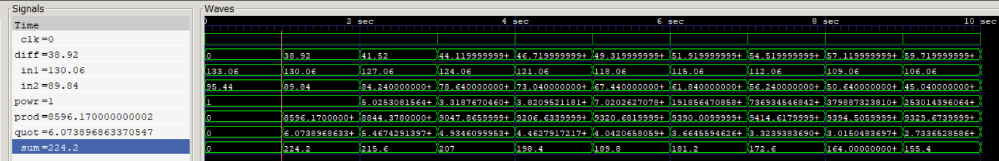 Signals Waves
Time 0 2 sec 4 sec 6 sec 8 sec 10 sec
clk=0
diff=38.92 0 38.92 41.52 44.119999999+ 46.719999999+ 49.319999999+ 51.919999999+ 54.519999999+ 57.119999999+ 59.719999999+
in1=130.06 133.06 130.06 127.06 124.06 121.06 118.06 115.06 112.06 109.06 106.06
in2=89.84 95.44 89.84 84.240000000+ 78.640000000+ 73.040000000+ 67.440000000+ 61.840000000+ 56.240000000+ 50.640000000+ 45.040000000+
powr=1 1 5.0253081564+ 3.3187670460+ 3.8209521181+ 7.0202627078+ 191856470858+ 736934546842+ 379887323810+ 253014396064+
prod=8596.170000000002 0 8596.1700000+ 8844.3780000+ 9047.8659999+ 9206.6339999+ 9320.6819999+ 9390.0099999+ 9414.6179999+ 9394.5059999+ 9329.6739999+
quot=6.073896863370547 0 6.0738968633+ 5.4674291397+ 4.9346099953+ 4.4627917217+ 4.0420658059+ 3.6645594626+ 3.3239383690+ 3.0150483697+ 2.7336528586+
sum=224.2 0 224.2 215.6 207 198.4 189.8 181.2 172.6 164.00000000+ 155.4